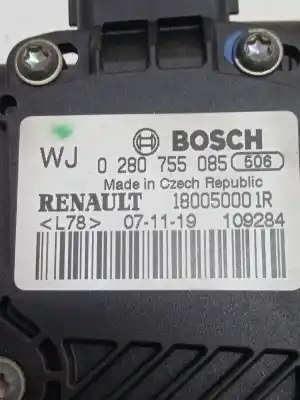 BOSCH
WJ 0 280 755 085 506
Made in Czech Republic
RENAULT 180050001R
<L78> 07-11-19 109284